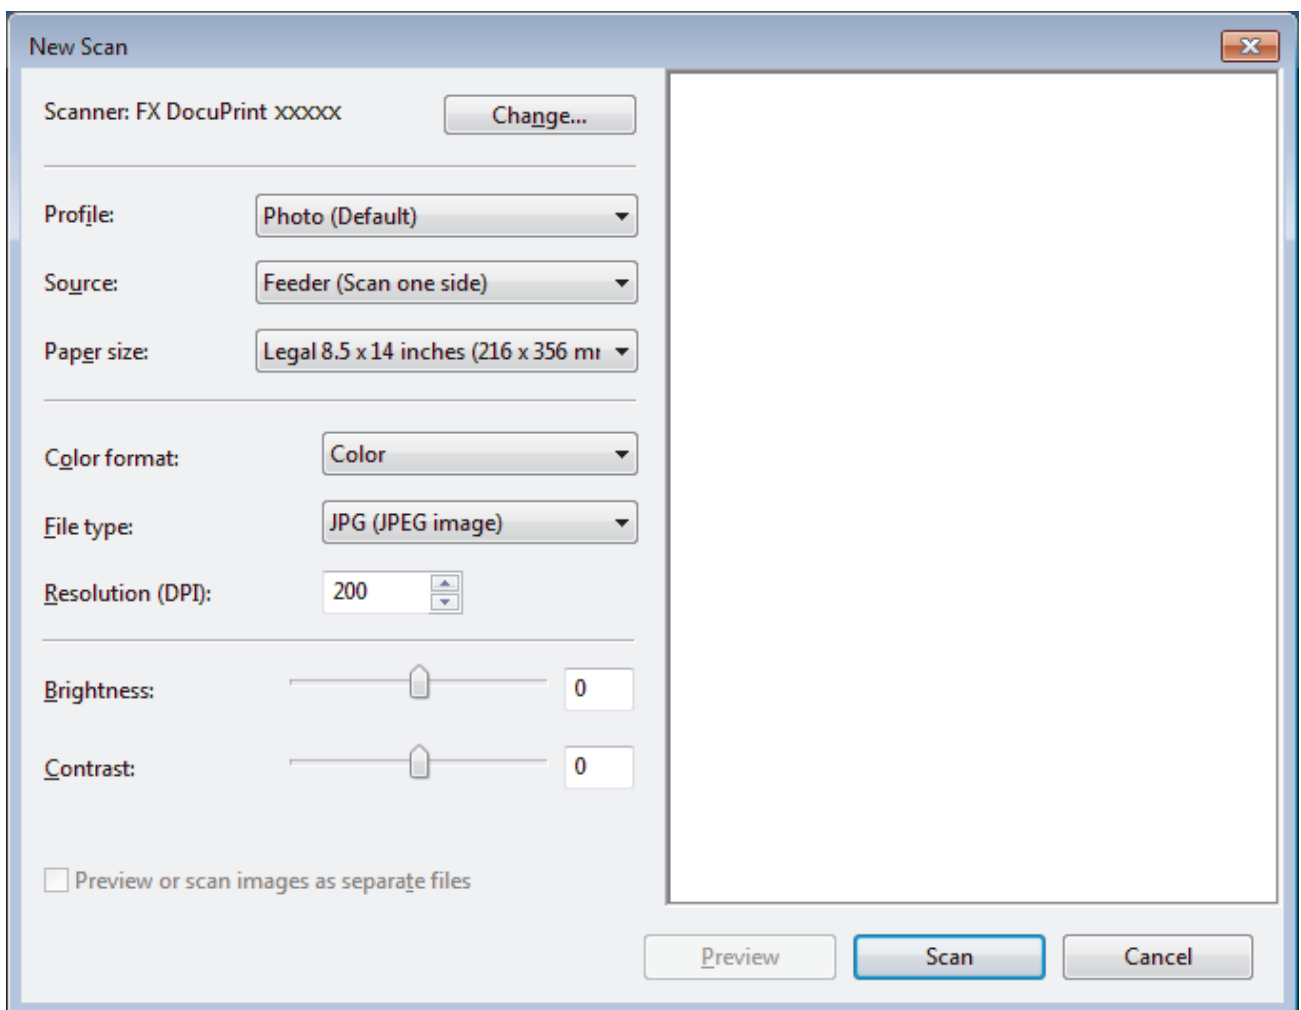 New Scan
Scanner: FX DocuPrint xxxxx
Change...
Profile:
Photo (Default)
Source:
Feeder (Scan one side)
Paper size:
Legal 8.5 x 14 inches (216 x 356 mm
Color format:
Color
File type:
JPG (JPEG image)
Resolution (DPI):
200
Brightness:
0
Contrast:
0
Preview or scan images as separate files
Preview
Scan
Cancel